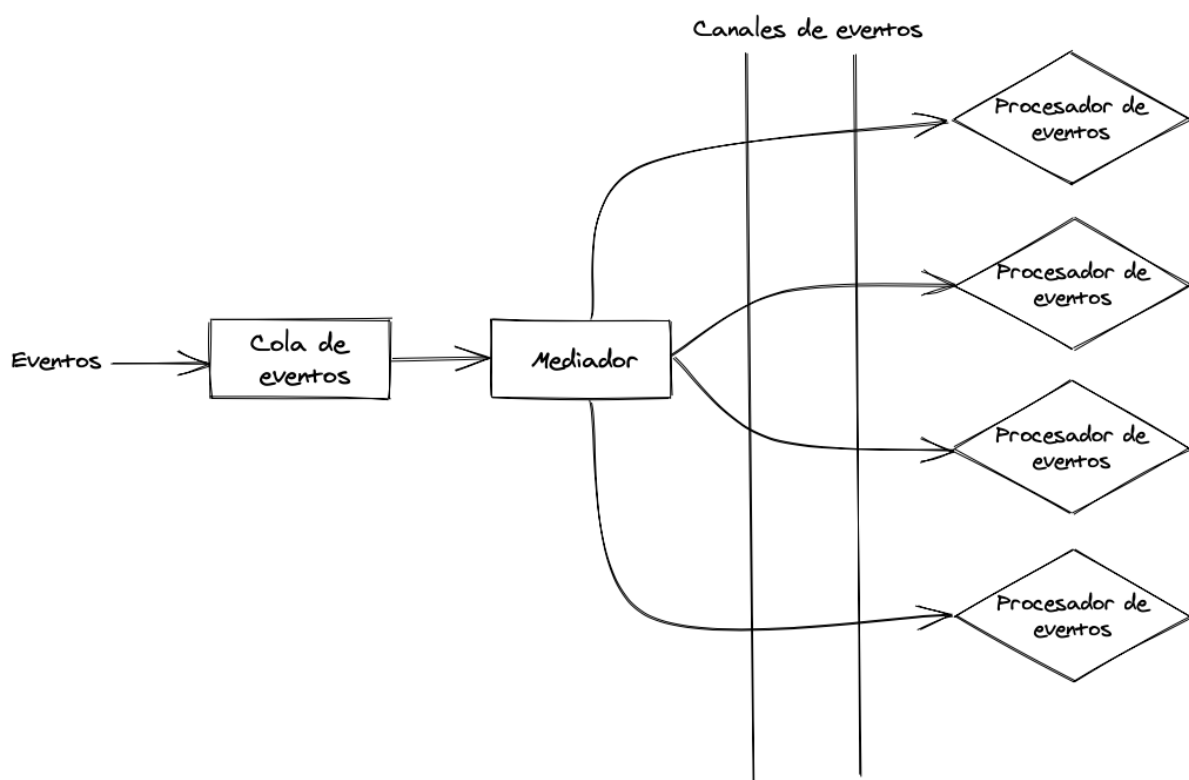 Canales de eventos
Procesador de
eventos
Procesador de
eventos
Eventos
Cola de
eventos
Mediador
Procesador de
eventos
Procesador de
eventos